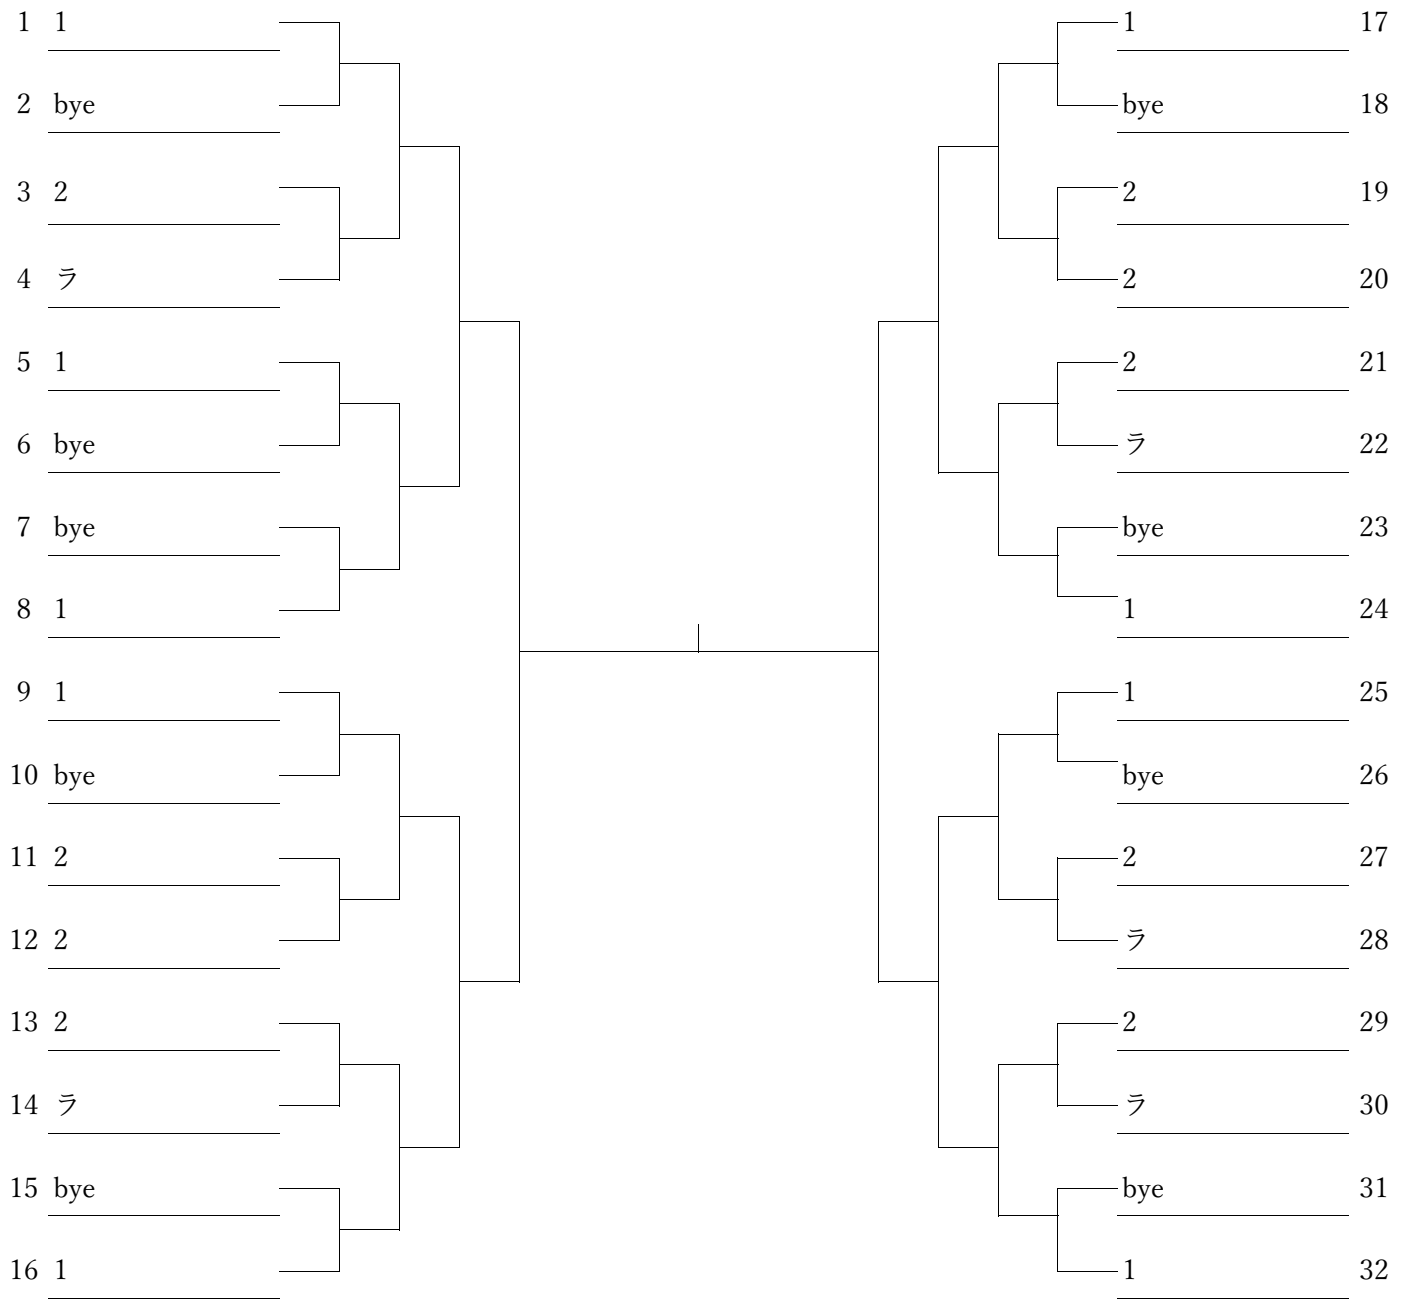 1 1 1 17
2 bye bye 18
3 2 2 19
4 ラ 2 20
5 1 2 21
6 bye ラ 22
7 bye bye 23
8 1 1 24
9 1 1 25
10 bye bye 26
11 2 2 27
12 2 ラ 28
13 2 2 29
14 ラ ラ 30
15 bye bye 31
16 1 1 32